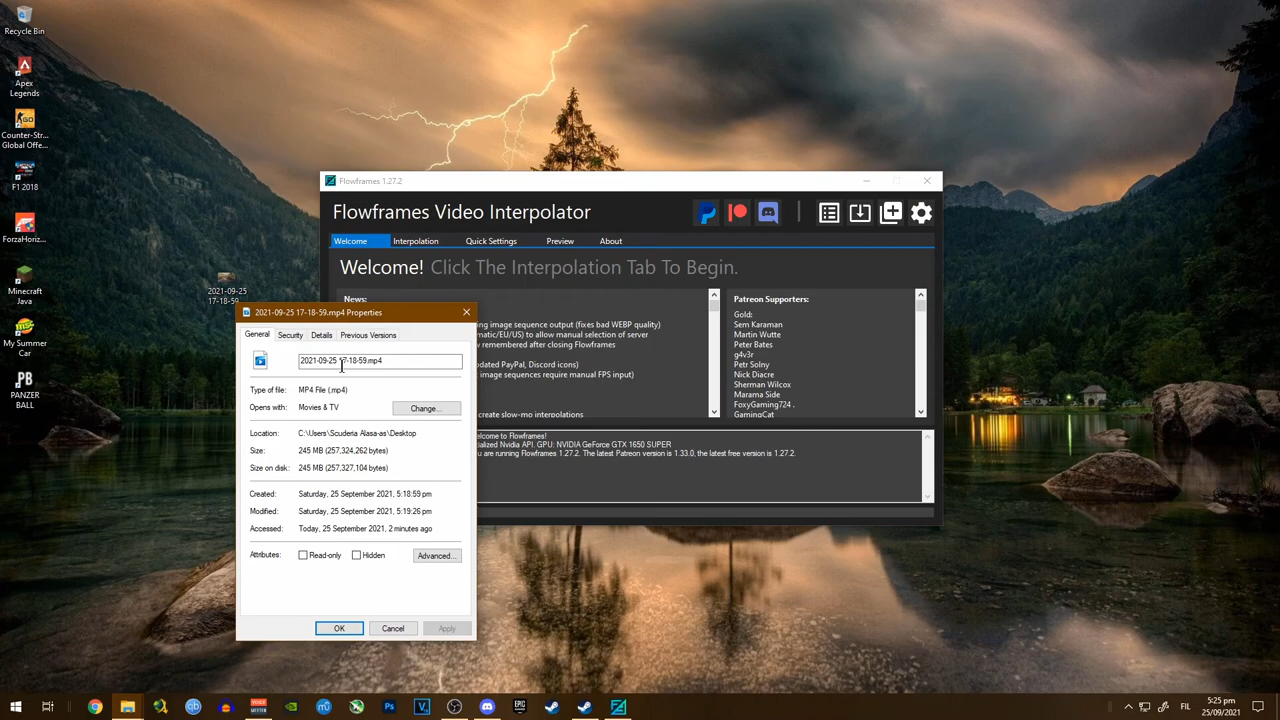 Recycle Bin
Apex
Legends
Counter-Str...
Global Offe...
F1 2018
ForzaHoriz...
Minecraft
Java
My Summer
Car
PANZER
BALL
2021-09-25
17-18-59...
Flowframes 1.27.2
Flowframes Video Interpolator
Welcome
Interpolation
Quick Settings
Preview
About
Welcome! Click The Interpolation Tab To Begin.
News:
ing image sequence output (fixes bad WEBP quality)
matic/EU/US) to allow manual selection of server
w remembered after closing Flowframes
pdated PayPal, Discord icons)
t image sequences require manual FPS input)
create slow-mo interpolations
Patreon Supporters:
Gold:
Sem Karaman
Martin Wutte
Peter Bates
g4v3r
Petr Solny
Nick Diacre
Sherman Wilcox
Marama Side
FoxyGaming724 .
GamingCat
elcome to Flowframes!
ialized Nvidia API. GPU: NVIDIA GeForce GTX 1650 SUPER
u are running Flowframes 1.27.2. The latest Patreon version is 1.33.0, the latest free version is 1.27.2.
2021-09-25 17-18-59.mp4 Properties
General
Security
Details
Previous Versions
2021-09-25 17-18-59.mp4
Type of file: MP4 File (.mp4)
Opens with: Movies & TV
Change...
Location: C:\Users\Scuderia Alasa-as\Desktop
Size: 245 MB (257,324,262 bytes)
Size on disk: 245 MB (257,327,104 bytes)
Created: Saturday, 25 September 2021, 5:18:59 pm
Modified: Saturday, 25 September 2021, 5:19:26 pm
Accessed: Today, 25 September 2021, 2 minutes ago
Attributes: Read-only Hidden
Advanced...
OK
Cancel
Apply
FIL
5:25 pm
25/09/2021